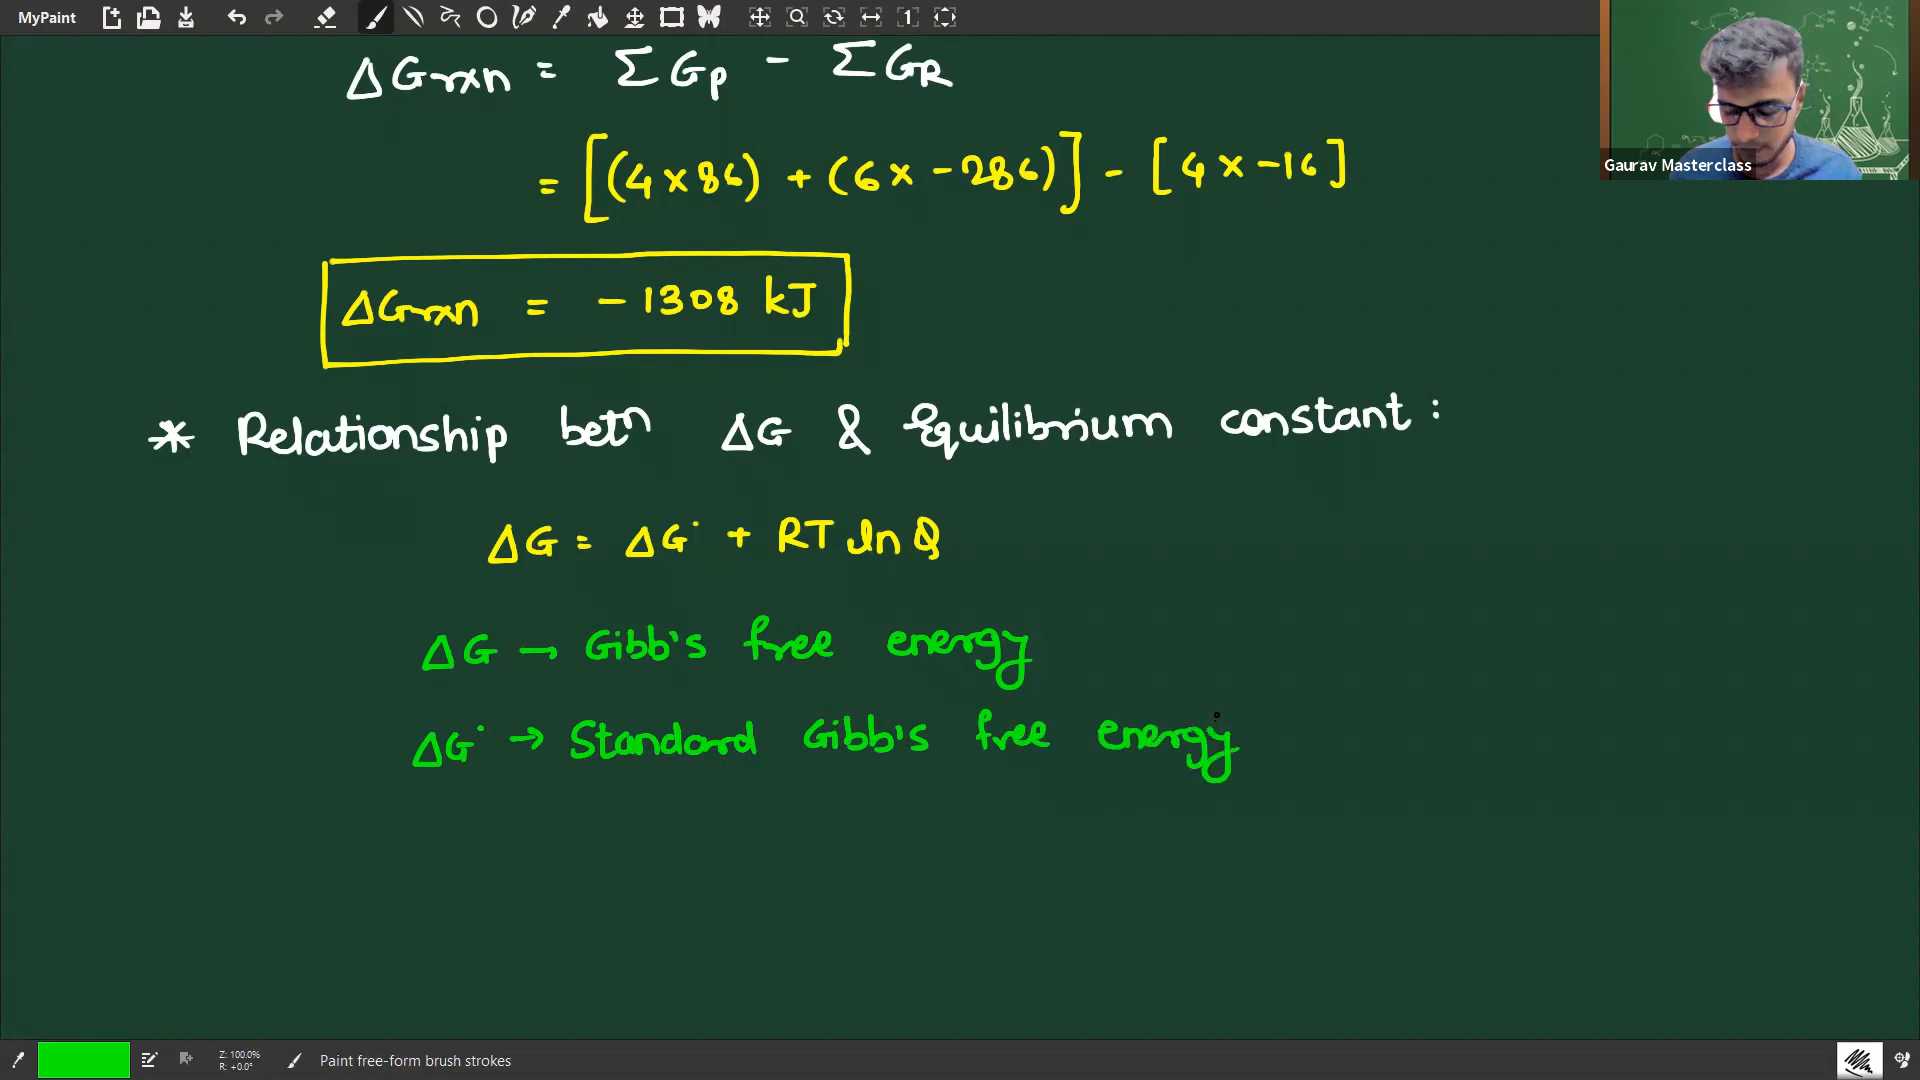 MyPaint
ΔGrxn = ΣGp - ΣGR
= [(4 x 86) + (6 x -286)] - [4 x -16]
ΔGrxn = -1308 kJ
Gaurav Masterclass
* Relationship betn ΔG & Equilibrium constant :
ΔG = ΔG° + RT ln Q
ΔG → Gibb's free energy
ΔG° → Standard Gibb's free energy
Z: 100.0%
R: +0.0°
Paint free-form brush strokes